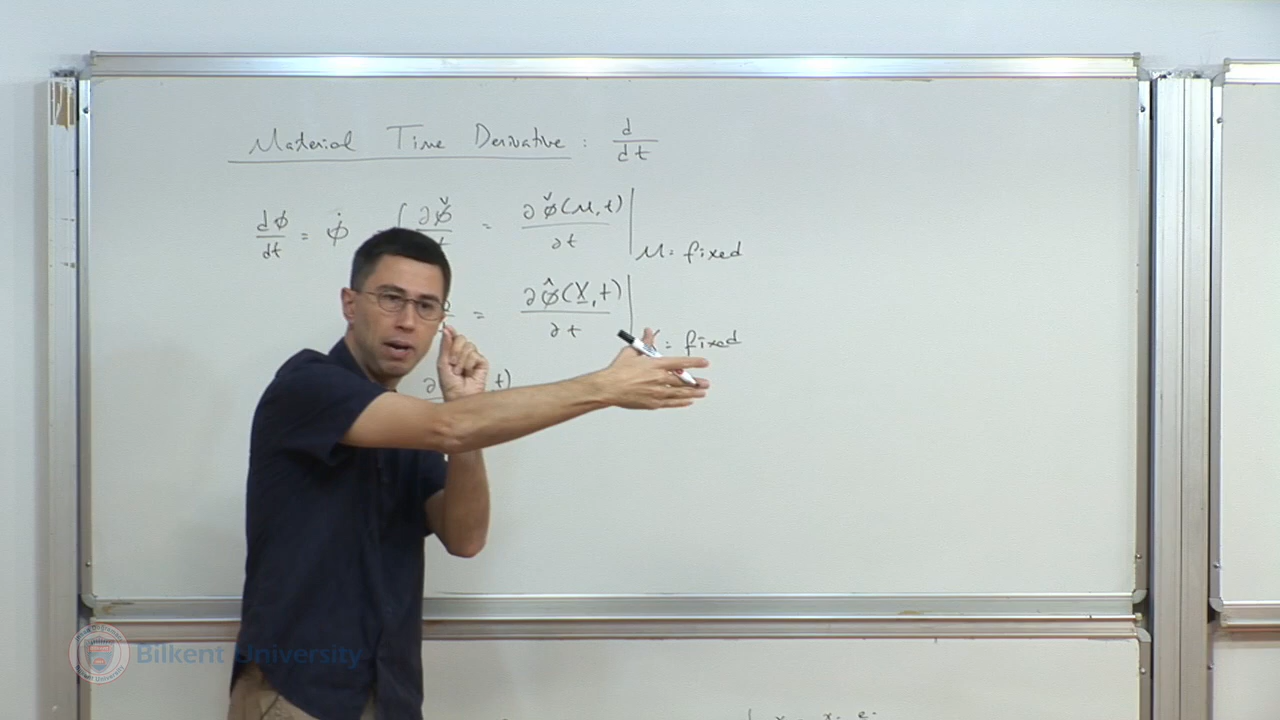 Material Time Derivative : d/dt
dφ/dt = φ̇ = ∂φ̌/∂t = ∂φ̌(M,t)/∂t | M = fixed
= ∂φ̂(X,t)/∂t | X = fixed
∂ ,t)
Bilkent University